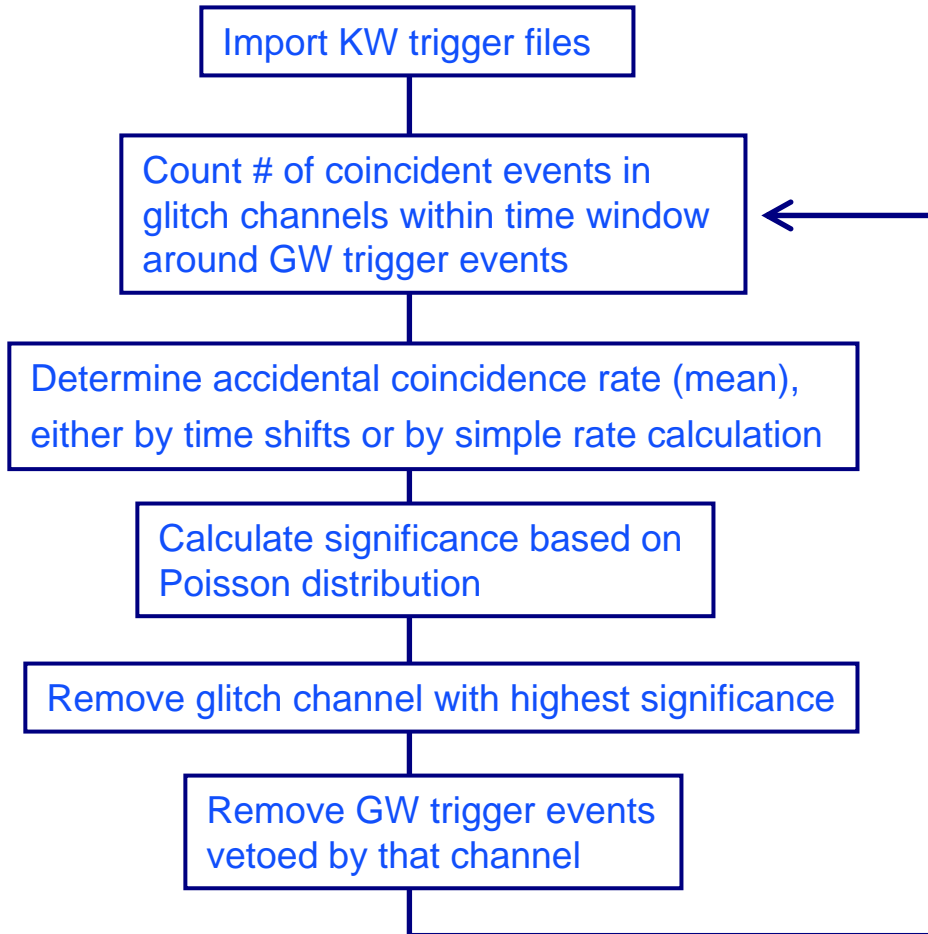 Import KW trigger files
Count # of coincident events in
glitch channels within time window
around GW trigger events
Determine accidental coincidence rate (mean),
either by time shifts or by simple rate calculation
Calculate significance based on
Poisson distribution
Remove glitch channel with highest significance
Remove GW trigger events
vetoed by that channel